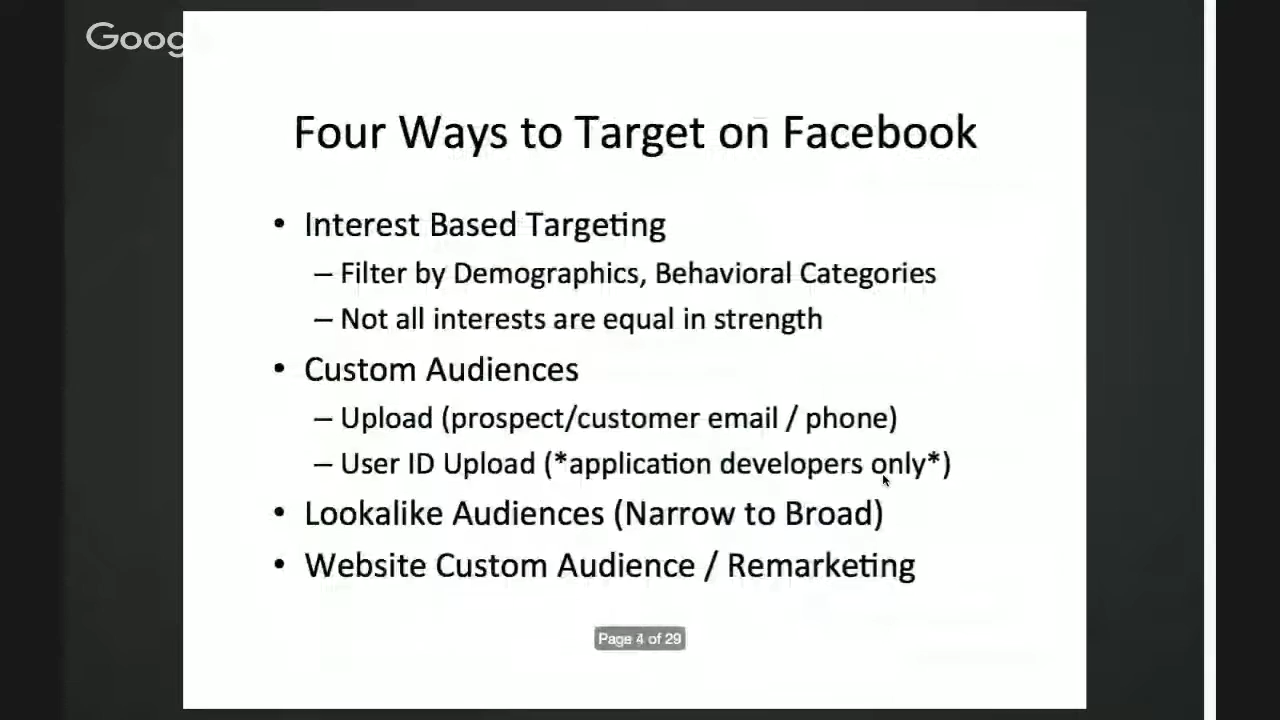 Goog
Four Ways to Target on Facebook
• Interest Based Targeting
– Filter by Demographics, Behavioral Categories
– Not all interests are equal in strength
• Custom Audiences
– Upload (prospect/customer email / phone)
– User ID Upload (*application developers only*)
• Lookalike Audiences (Narrow to Broad)
• Website Custom Audience / Remarketing
Page 4 of 29